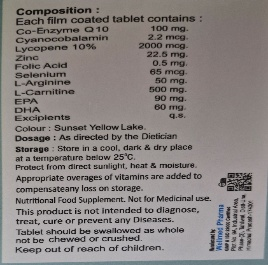 Composition :
Each film coated tablet contains :
Co-Enzyme Q10 100 mg.
Cyanocobalamin 2.2 mcg.
Lycopene 10% 2000 mcg.
Zinc 22.5 mg.
Folic Acid 0.5 mg.
Selenium 65 mcg.
L-Arginine 50 mg.
L-Carnitine 500 mg.
EPA 90 mg.
DHA 60 mg.
Excipients q.s.
Colour : Sunset Yellow Lake.
Dosage : As directed by the Dietician
Storage : Store in a cool, dark & dry place
at a temperature below 25°C.
Protect from direct sunlight, heat & moisture.
Appropriate overages of vitamins are added to
compensateany loss on storage.
Nutritional Food Supplement. Not for Medicinal use.
This product is not intended to diagnose,
treat, cure or prevent any Diseases.
Tablet should be swallowed as whole
not be chewed or crushed.
Keep out of reach of children.
Marketed by
Wellmed Pharma